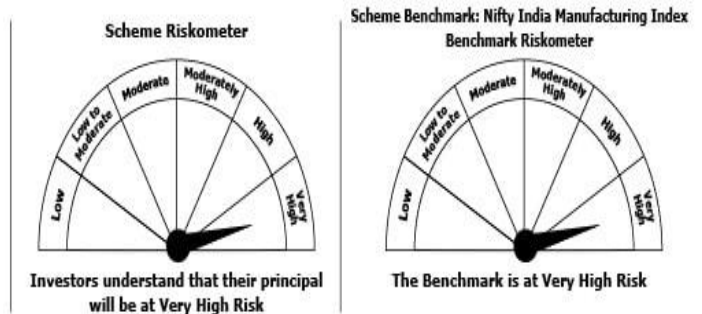 Scheme Riskometer
Low
Low to
Moderate
Moderate
Moderately
High
High
Very
High
Investors understand that their principal
will be at Very High Risk
Scheme Benchmark: Nifty India Manufacturing Index
Benchmark Riskometer
Low
Low to
Moderate
Moderate
Moderately
High
High
Very
High
The Benchmark is at Very High Risk